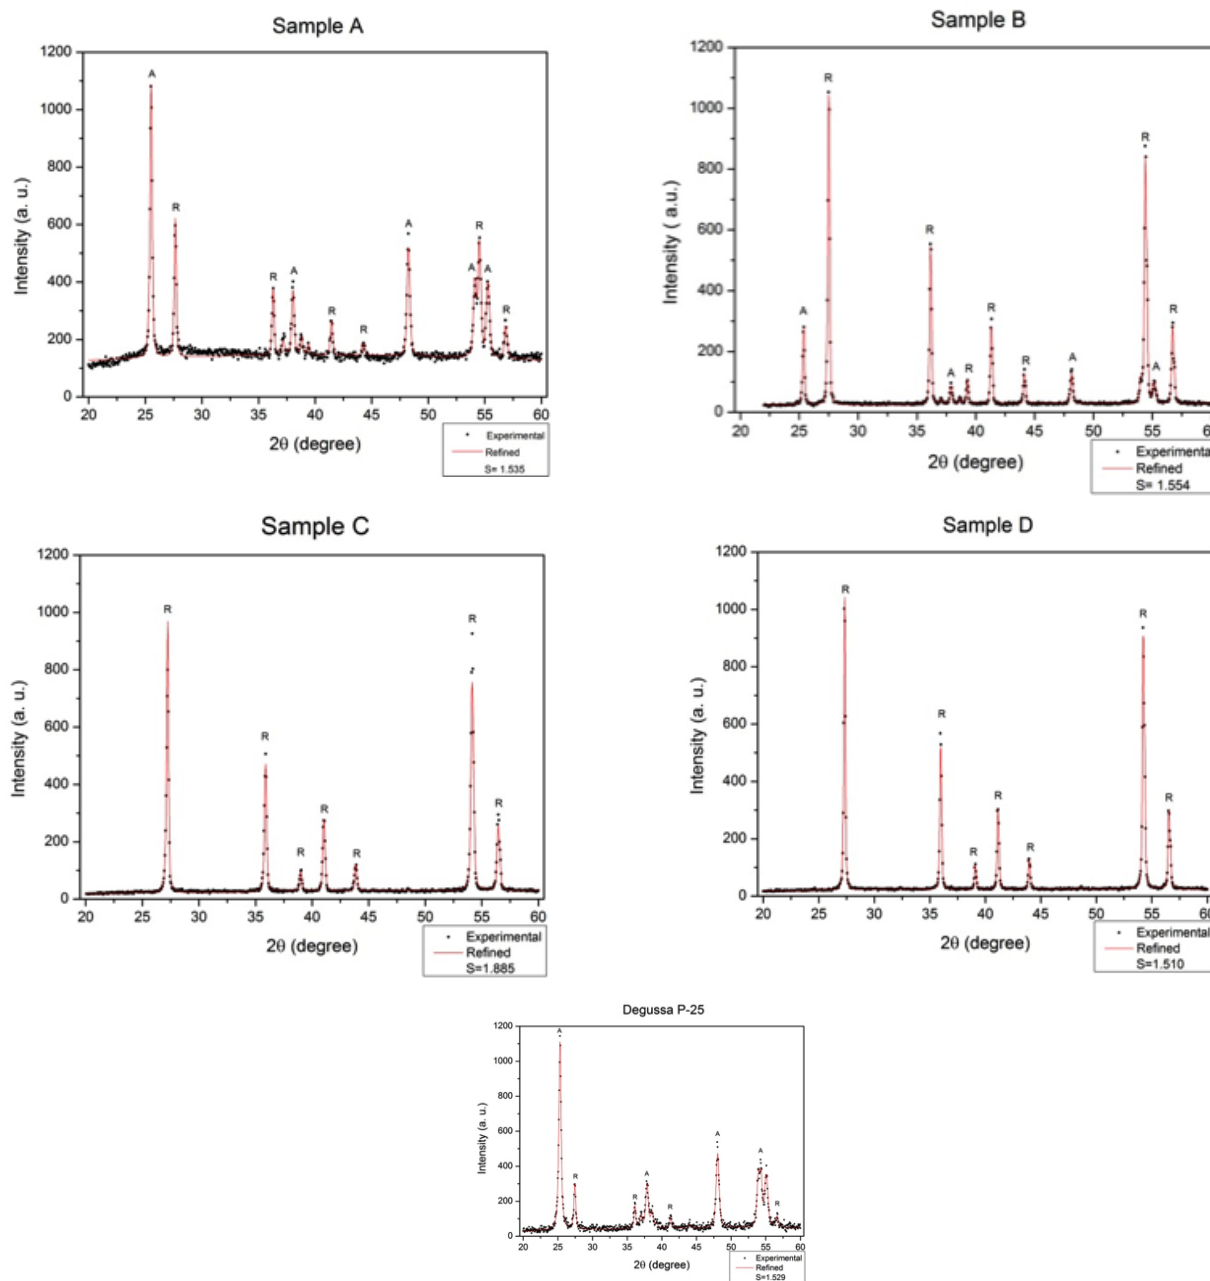 Sample A
1200
1000
800
600
400
200
0
Intensity (a. u.)
A
R
R
A
R
R
A
A
R
A
R
20 25 30 35 40 45 50 55 60
2θ (degree)
Experimental
Refined
S= 1.535
Sample B
1200
1000
800
600
400
200
0
Intensity ( a.u.)
A
R
R
A
R
R
R
A
R
A
R
20 25 30 35 40 45 50 55 60
2θ (degree)
Experimental
Refined
S= 1.554
Sample C
1200
1000
800
600
400
200
0
Intensity (a. u.)
R
R
R
R
R
R
R
20 25 30 35 40 45 50 55 60
2θ (degree)
Experimental
Refined
S=1.885
Sample D
1200
1000
800
600
400
200
0
Intensity (a. u.)
R
R
R
R
R
R
R
20 25 30 35 40 45 50 55 60
2θ (degree)
Experimental
Refined
S=1.510
Degussa P-25
1200
1000
800
600
400
200
0
Intensity (a. u.)
A
R
R
A
R
A
A
R
20 25 30 35 40 45 50 55 60
2θ (degree)
Experimental
Refined
S=1.529